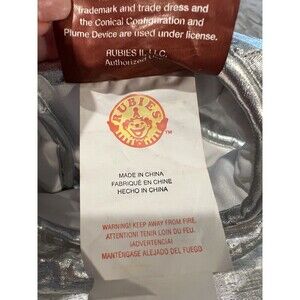 trademark and trade dress and
the Conical Configuration and
Plume Device are used under license.
RUBIES II, LLC.
Authorized User.
RUBIES
™
MADE IN CHINA
FABRIQUÉ EN CHINE
HECHO IN CHINA
WARNING! KEEP AWAY FROM FIRE.
ATTENTION! TENIR LOIN DU FEU.
¡ADVERTENCIA!
MANTÉNGASE ALEJADO DEL FUEGO